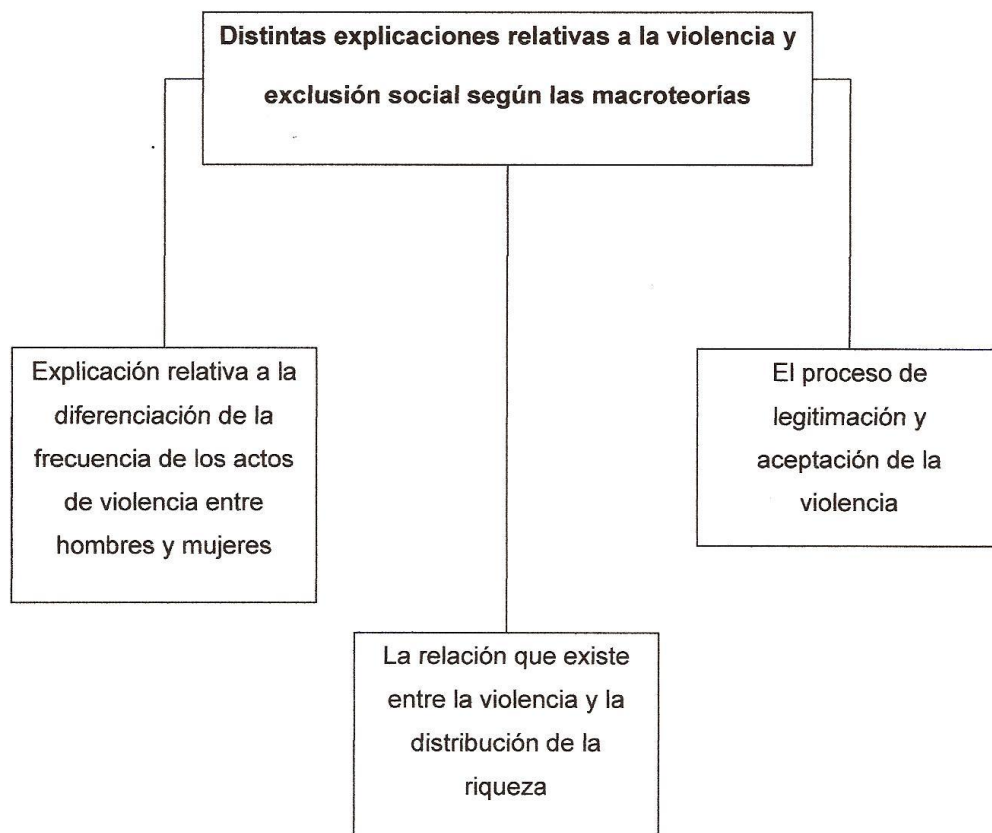 Distintas explicaciones relativas a la violencia y
exclusión social según las macroteorías
Explicación relativa a la
diferenciación de la
frecuencia de los actos
de violencia entre
hombres y mujeres
El proceso de
legitimación y
aceptación de la
violencia
La relación que existe
entre la violencia y la
distribución de la
riqueza